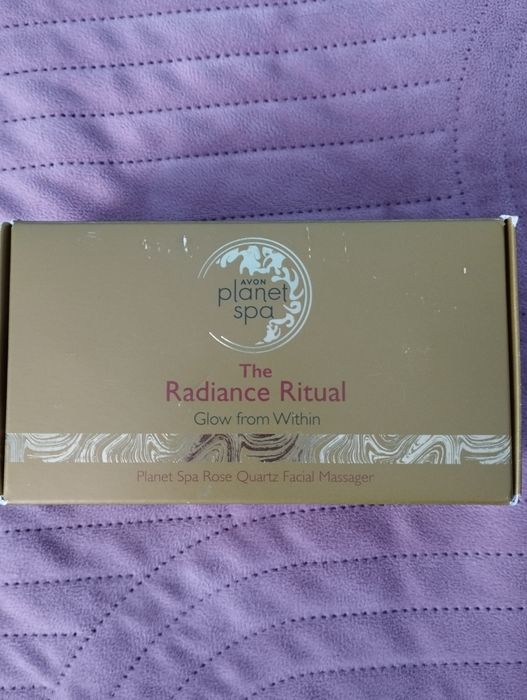 AVON
planet
spa
The
Radiance Ritual
Glow from Within
Planet Spa Rose Quartz Facial Massager